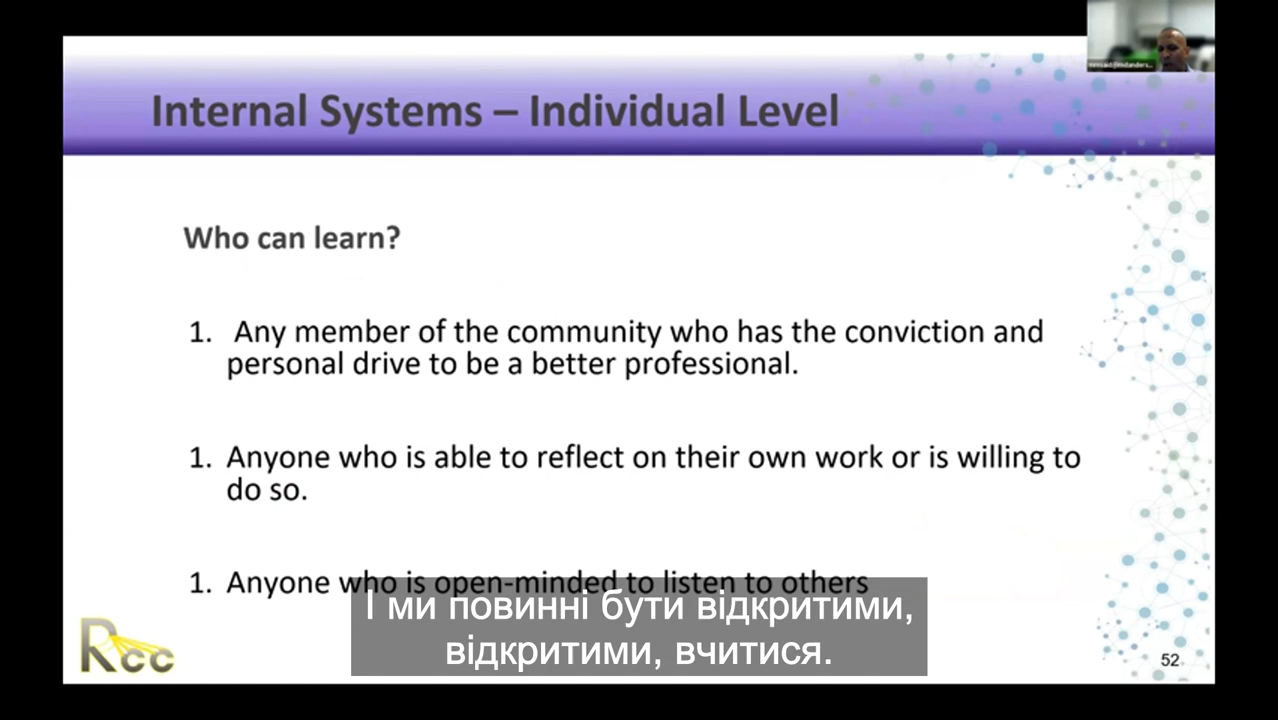 Internal Systems – Individual Level
Who can learn?
1. Any member of the community who has the conviction and
personal drive to be a better professional.
1. Anyone who is able to reflect on their own work or is willing to
do so.
1. Anyone who is open-minded to listen to others
І ми повинні бути відкритими,
відкритими, вчитися.
Rcc
52